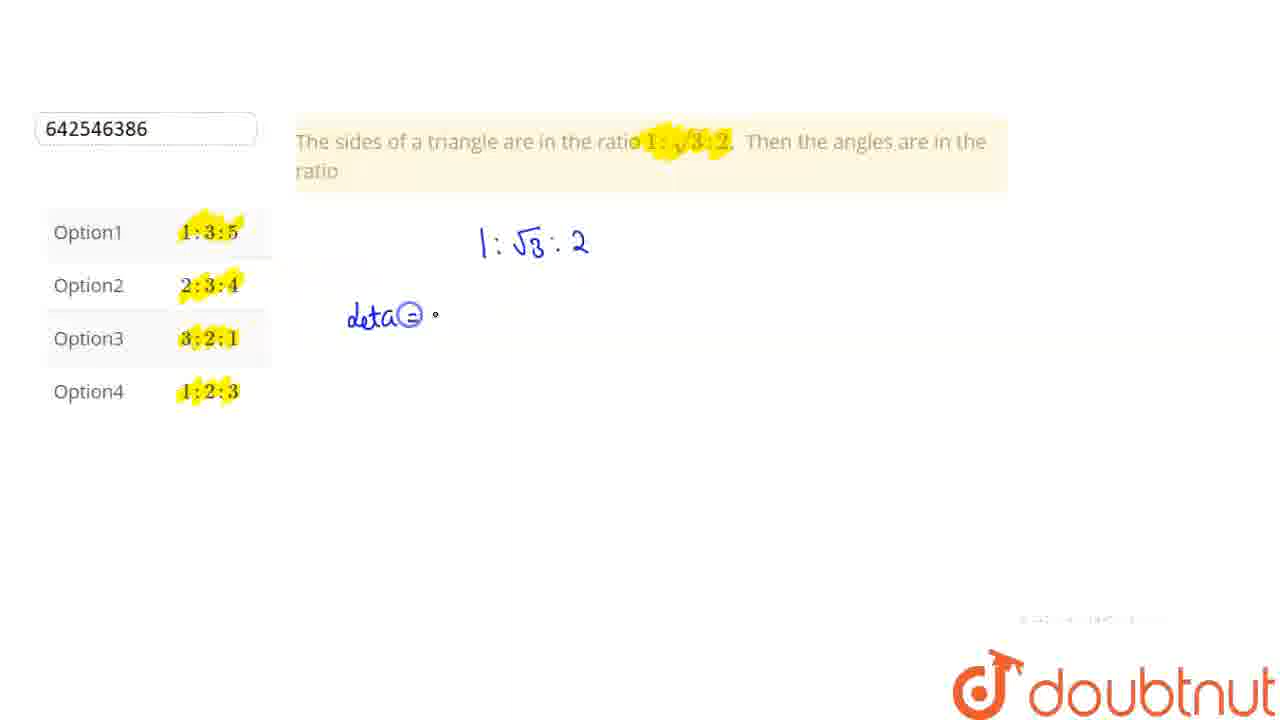 642546386
The sides of a triangle are in the ratio 1 : √3 : 2. Then the angles are in the
ratio
Option1 1 : 3 : 5
1 : √3 : 2
Option2 2 : 3 : 4
let a =
Option3 3 : 2 : 1
Option4 1 : 2 : 3
doubtnut